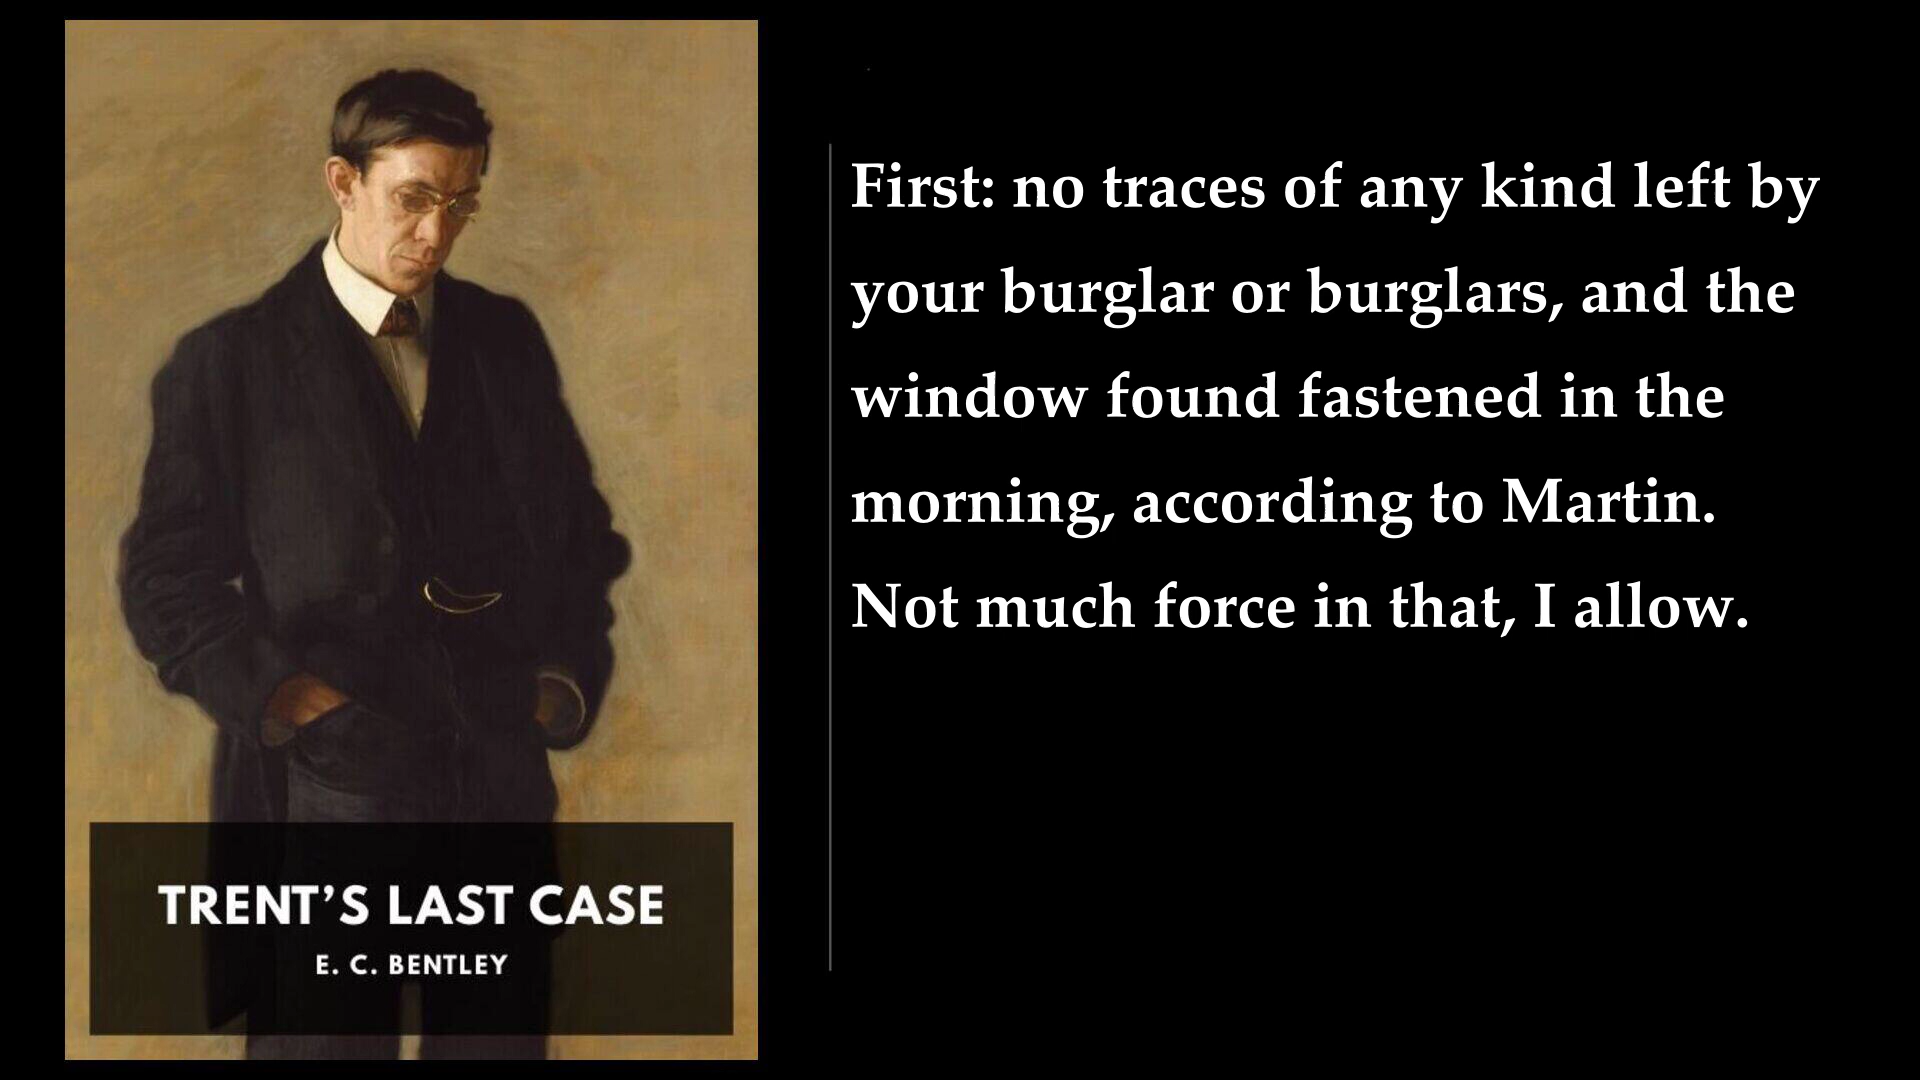 TRENT’S LAST CASE
E. C. BENTLEY
First: no traces of any kind left by
your burglar or burglars, and the
window found fastened in the
morning, according to Martin.
Not much force in that, I allow.